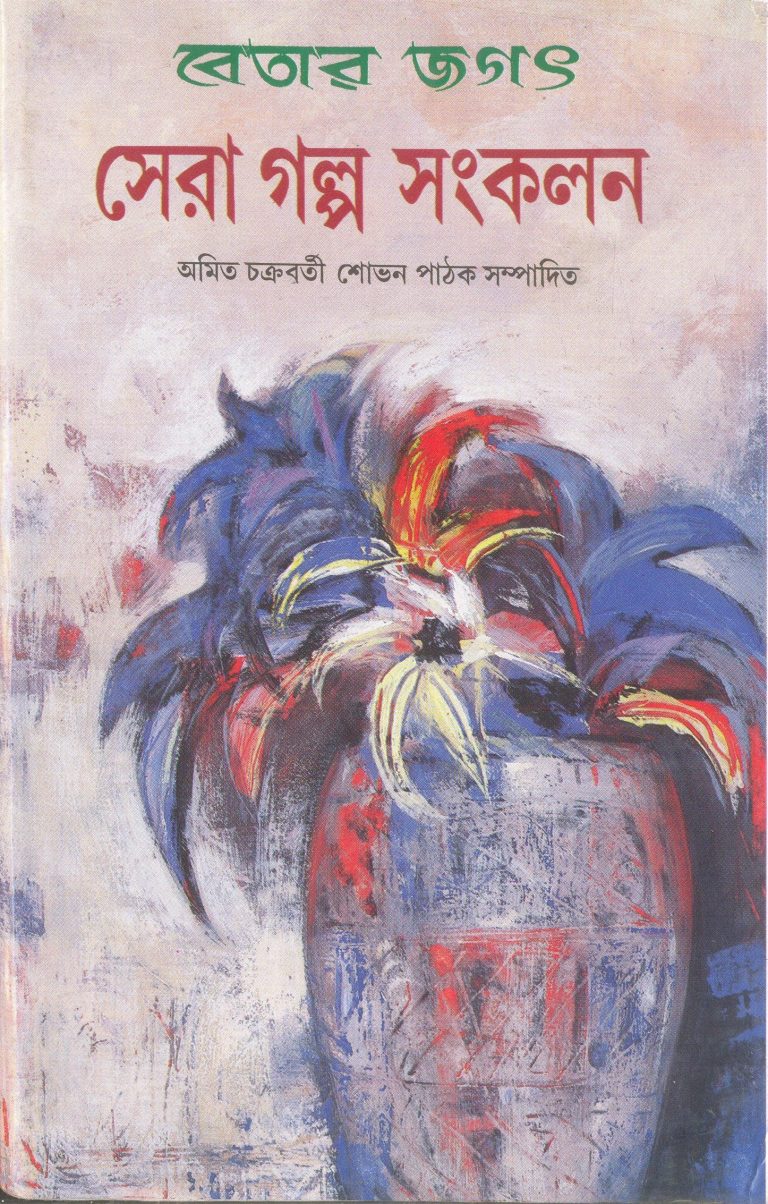 বেতার জগৎ
সেরা গল্প সংকলন
অমিত চক্রবর্তী শোভন পাঠক সম্পাদিত